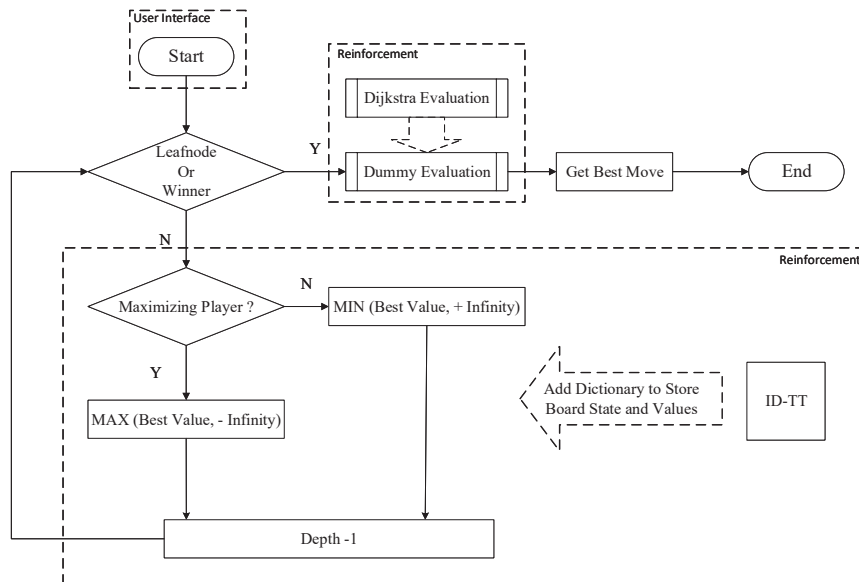 User Interface
Start
Reinforcement
Dijkstra Evaluation
Leafnode
Or
Winner
Y
Dummy Evaluation
Get Best Move
End
N
Reinforcement
Maximizing Player ?
N
MIN (Best Value, + Infinity)
Y
Add Dictionary to Store
Board State and Values
ID-TT
MAX (Best Value, - Infinity)
Depth -1